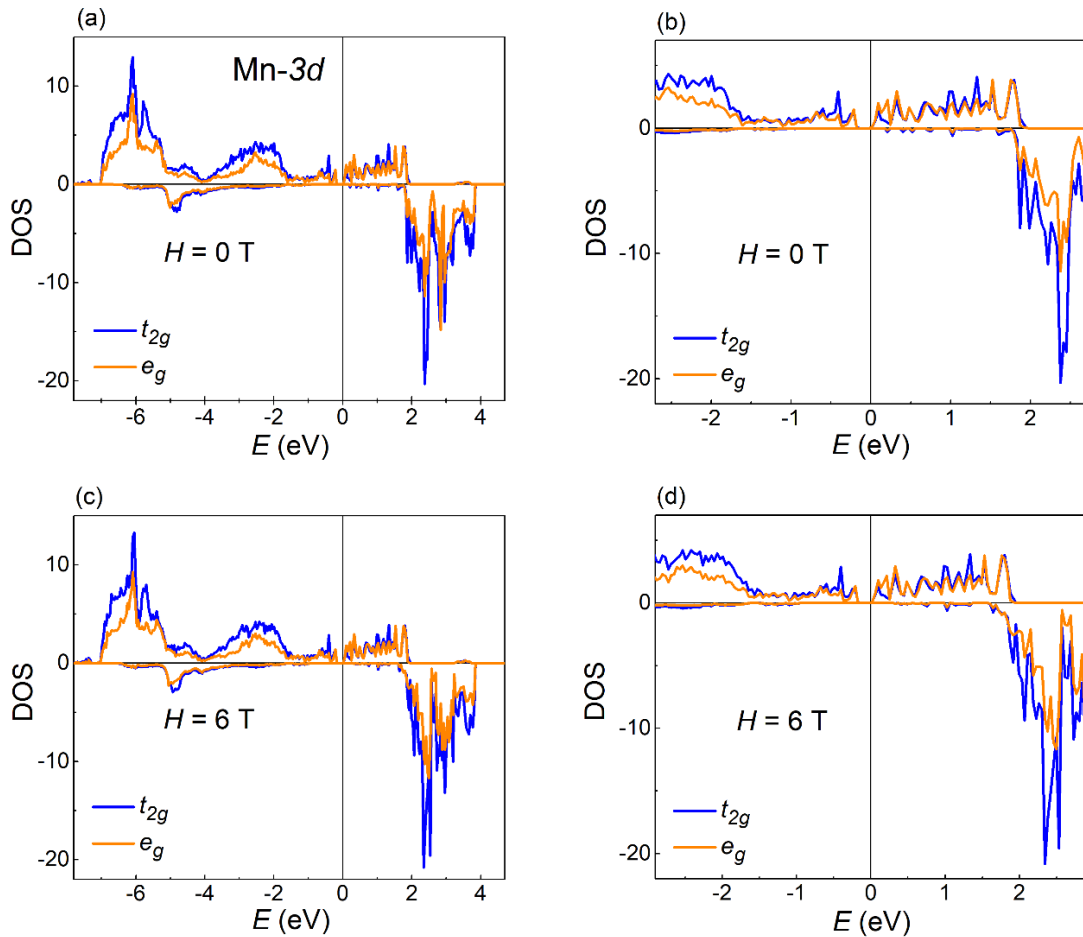 (a)
Mn-3d
10
0
-10
-20
DOS
H = 0 T
t2g
eg
-6 -4 -2 0 2 4
E (eV)
(b)
0
-10
-20
DOS
H = 0 T
t2g
eg
-2 -1 0 1 2
E (eV)
(c)
10
0
-10
-20
DOS
H = 6 T
t2g
eg
-6 -4 -2 0 2 4
E (eV)
(d)
0
-10
-20
DOS
H = 6 T
t2g
eg
-2 -1 0 1 2
E (eV)